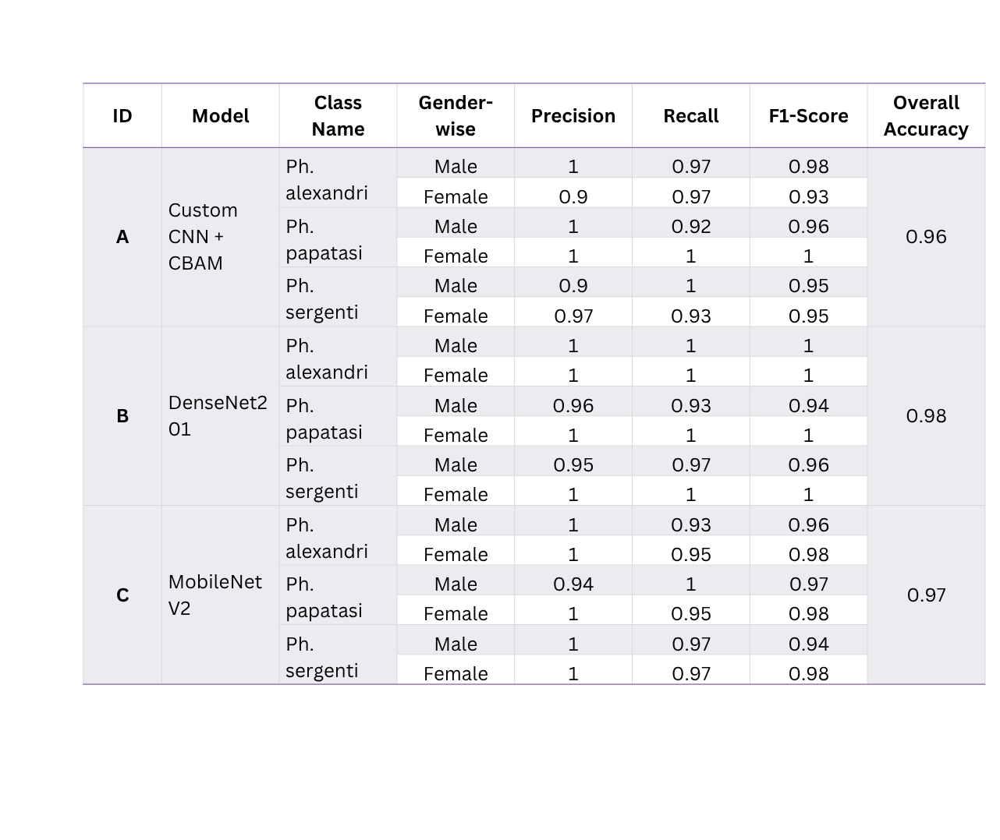 ID Model Class Name Gender-wise Precision Recall F1-Score Overall Accuracy
A Custom CNN + CBAM Ph. alexandri Male 1 0.97 0.98 0.96
Female 0.9 0.97 0.93
Ph. papatasi Male 1 0.92 0.96
Female 1 1 1
Ph. sergenti Male 0.9 1 0.95
Female 0.97 0.93 0.95
B DenseNet201 Ph. alexandri Male 1 1 1 0.98
Female 1 1 1
Ph. papatasi Male 0.96 0.93 0.94
Female 1 1 1
Ph. sergenti Male 0.95 0.97 0.96
Female 1 1 1
C MobileNet V2 Ph. alexandri Male 1 0.93 0.96 0.97
Female 1 0.95 0.98
Ph. papatasi Male 0.94 1 0.97
Female 1 0.95 0.98
Ph. sergenti Male 1 0.97 0.94
Female 1 0.97 0.98